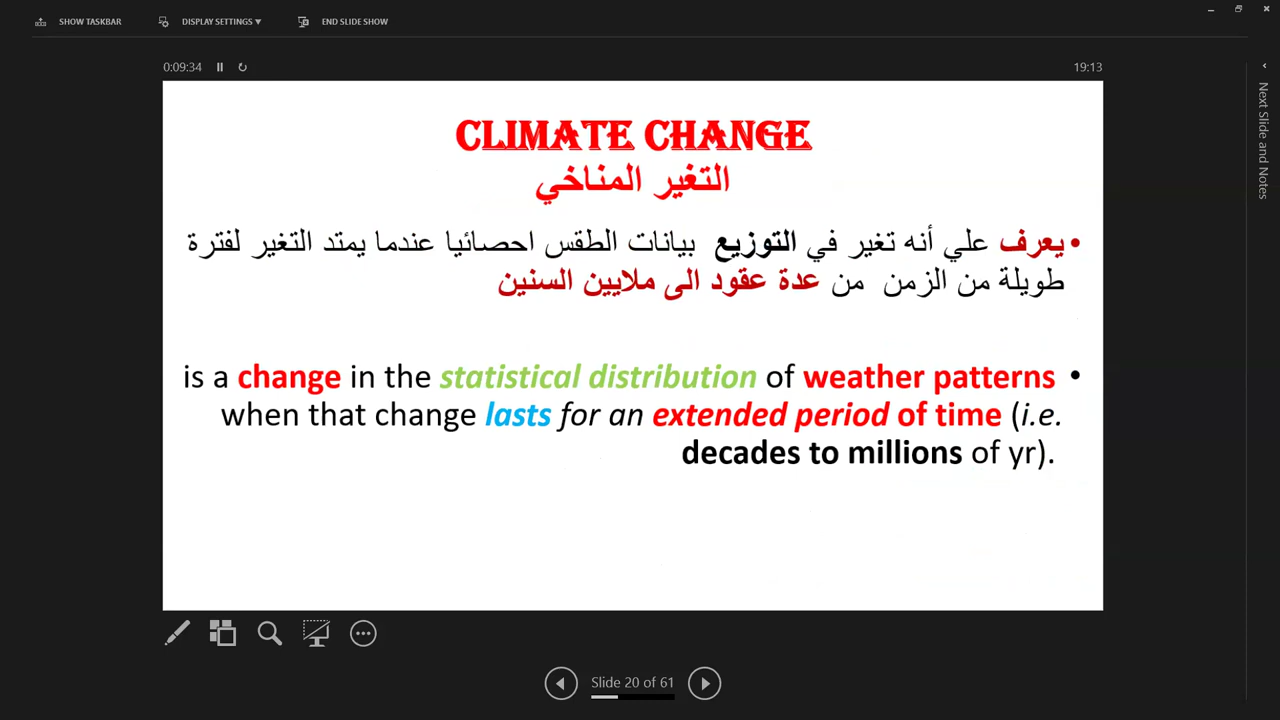 SHOW TASKBAR
DISPLAY SETTINGS ▼
END SLIDE SHOW
0:09:34
19:13
CLIMATE CHANGE
التغير المناخي
•يعرف علي أنه تغير في التوزيع بيانات الطقس احصائيا عندما يمتد التغير لفترة
طويلة من الزمن من عدة عقود الى ملايين السنين
is a change in the statistical distribution of weather patterns •
when that change lasts for an extended period of time (i.e.
decades to millions of yr).
Slide 20 of 61
Next Slide and Notes